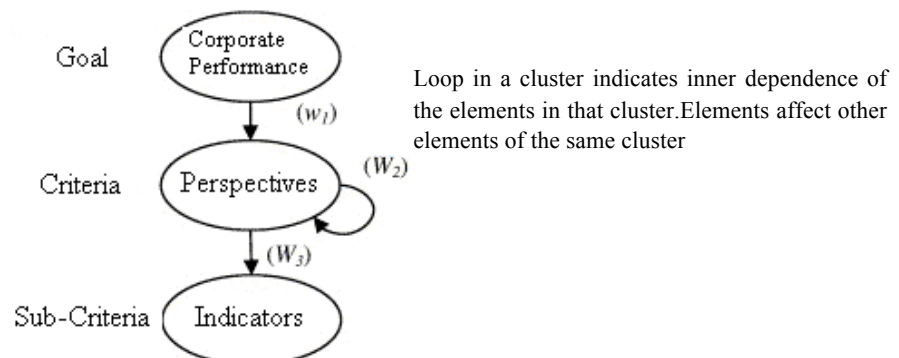 Goal
Corporate
Performance
(w1)
Loop in a cluster indicates inner dependence of
the elements in that cluster.Elements affect other
elements of the same cluster
Criteria
Perspectives
(W2)
(W3)
Sub-Criteria
Indicators